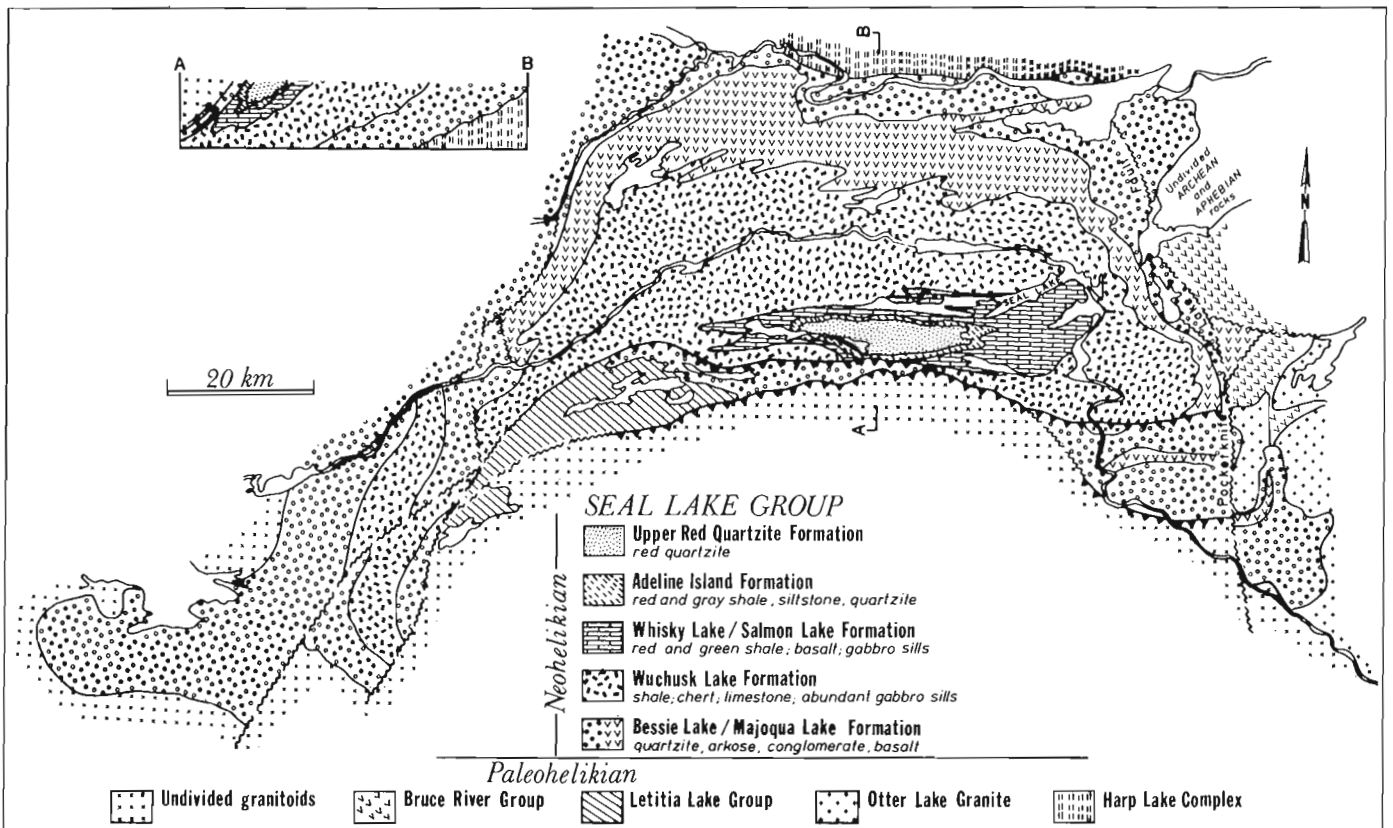 A
B
B
Fault
Undivided
ARCHEAN
and
APHEBIAN
rocks
N
SEAL LAKE
20 km
A
Pocketknife
SEAL LAKE GROUP
Neohelikian
Upper Red Quartzite Formation
red quartzite
Adeline Island Formation
red and gray shale, siltstone, quartzite
Whisky Lake / Salmon Lake Formation
red and green shale; basalt; gabbro sills
Wuchusk Lake Formation
shale; chert; limestone; abundant gabbro sills
Bessie Lake / Majoqua Lake Formation
quartzite, arkose, conglomerate, basalt
Paleohelikian
Undivided granitoids
Bruce River Group
Letitia Lake Group
Otter Lake Granite
Harp Lake Complex